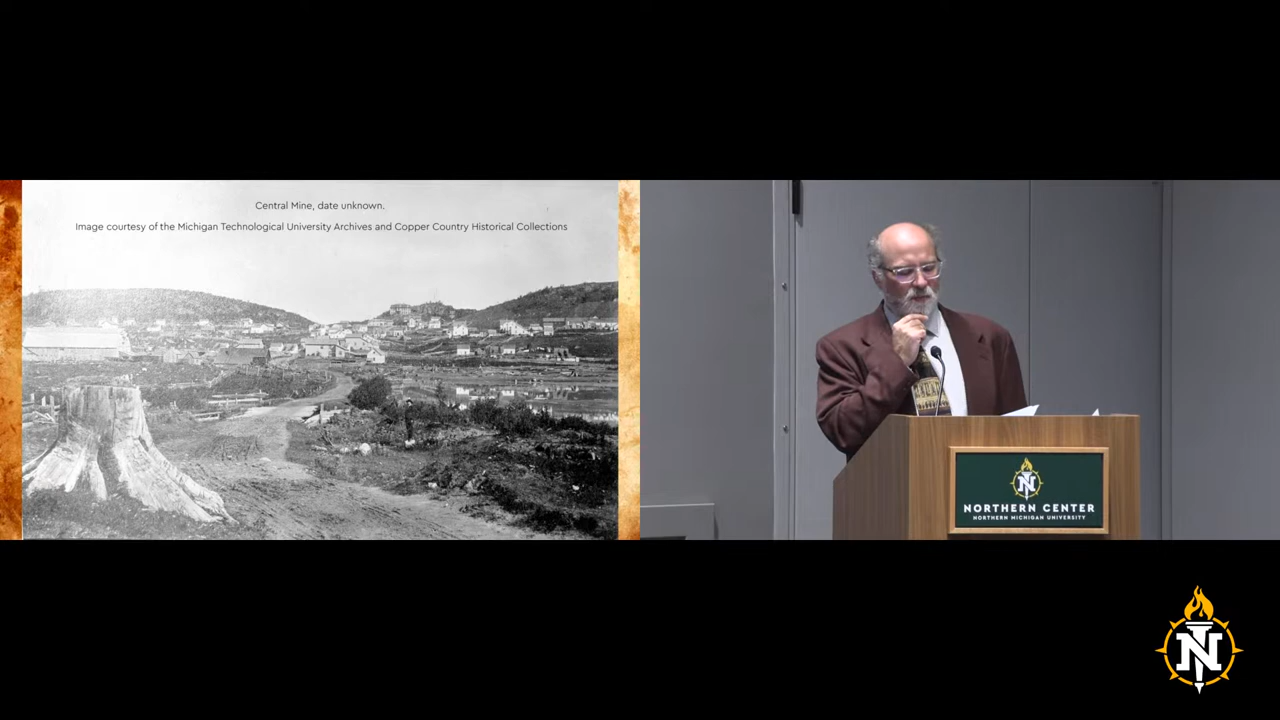 Central Mine, date unknown.
Image courtesy of the Michigan Technological University Archives and Copper Country Historical Collections
N
NORTHERN CENTER
NORTHERN MICHIGAN UNIVERSITY
N